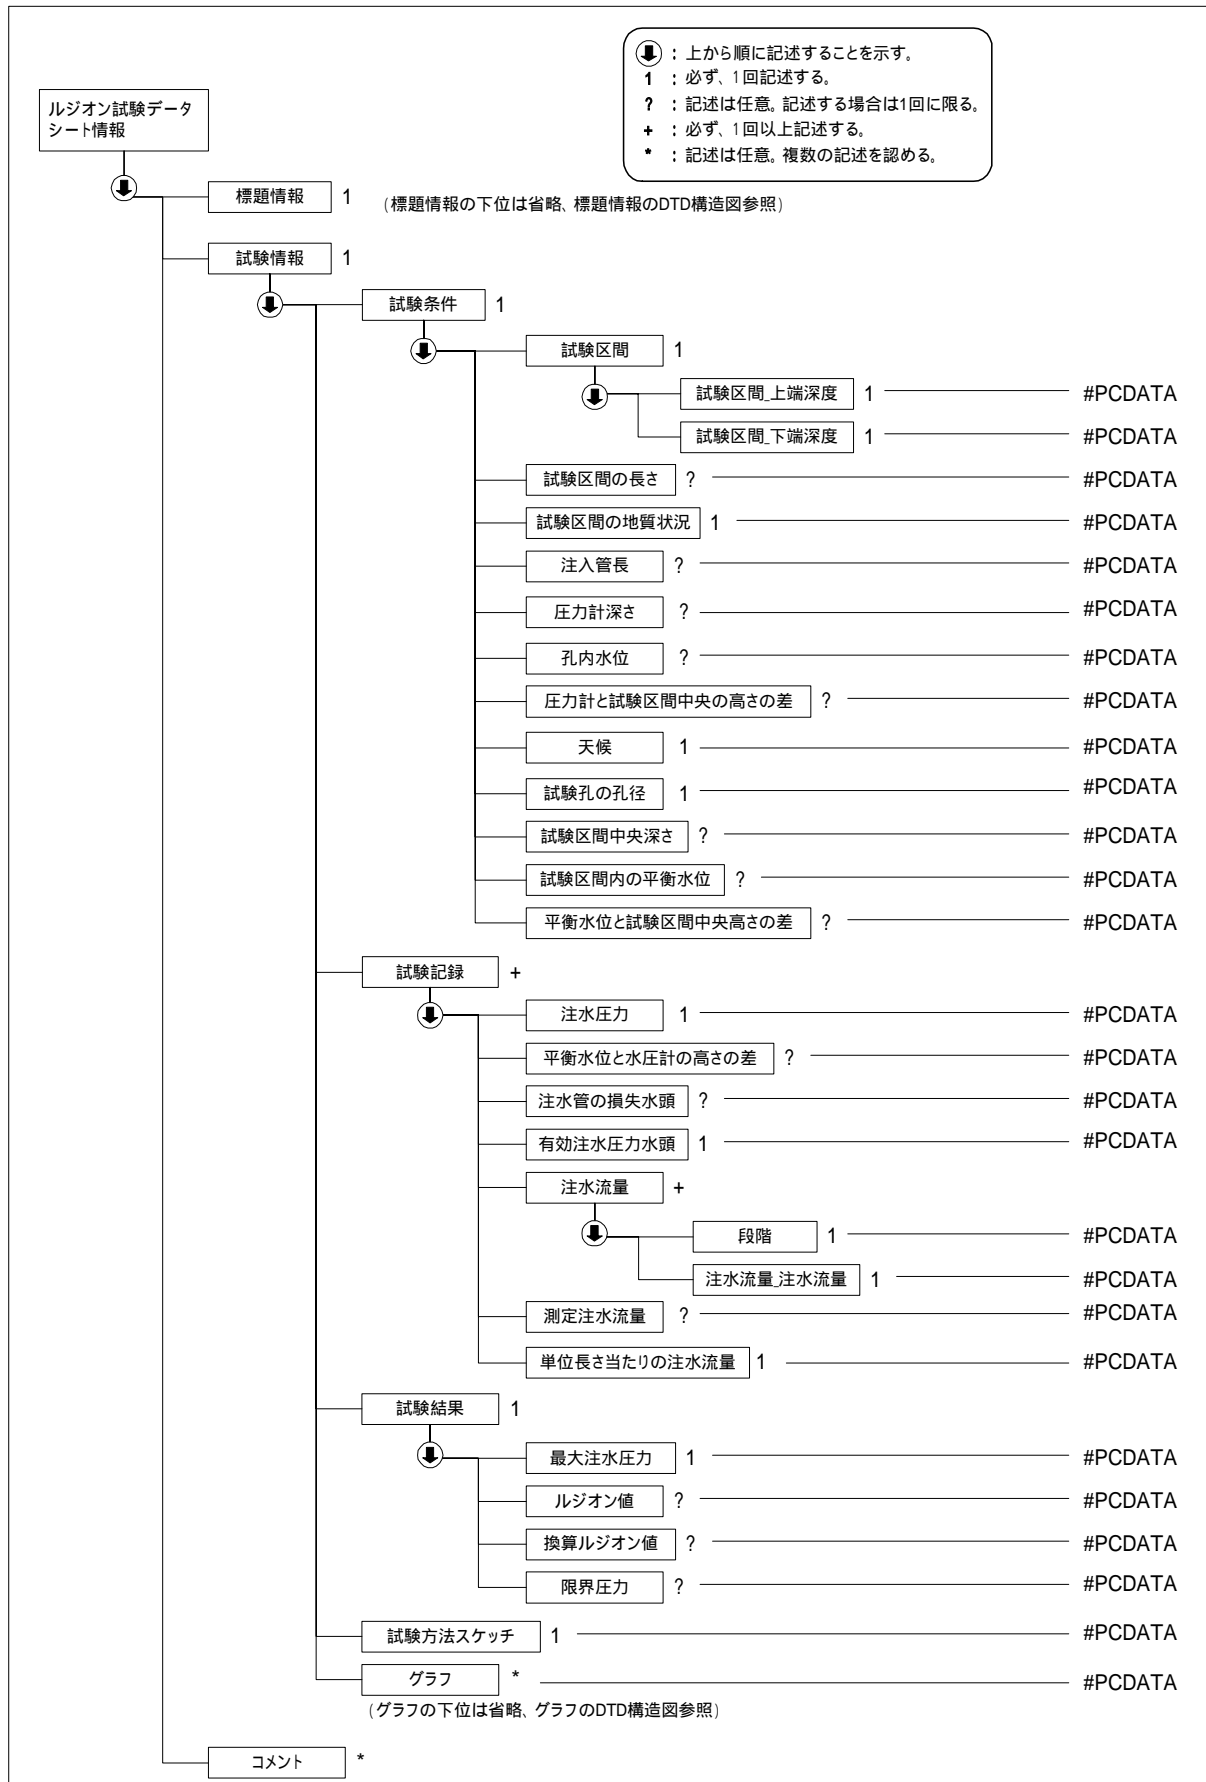 ：上から順に記述することを示す。
1 ：必ず、1回記述する。
? ：記述は任意。記述する場合は1回に限る。
+ ：必ず、1回以上記述する。
* ：記述は任意。複数の記述を認める。
ルジオン試験データ
シート情報
標題情報 1 （標題情報の下位は省略、標題情報のDTD構造図参照）
試験情報 1
試験条件 1
試験区間 1
試験区間_上端深度 1 #PCDATA
試験区間_下端深度 1 #PCDATA
試験区間の長さ ? #PCDATA
試験区間の地質状況 1 #PCDATA
注入管長 ? #PCDATA
圧力計深さ ? #PCDATA
孔内水位 ? #PCDATA
圧力計と試験区間中央の高さの差 ? #PCDATA
天候 1 #PCDATA
試験孔の孔径 1 #PCDATA
試験区間中央深さ ? #PCDATA
試験区間内の平衡水位 ? #PCDATA
平衡水位と試験区間中央高さの差 ? #PCDATA
試験記録 +
注水圧力 1 #PCDATA
平衡水位と水圧計の高さの差 ? #PCDATA
注水管の損失水頭 ? #PCDATA
有効注水圧力水頭 1 #PCDATA
注水流量 +
段階 1 #PCDATA
注水流量_注水流量 1 #PCDATA
測定注水流量 ? #PCDATA
単位長さ当たりの注水流量 1 #PCDATA
試験結果 1
最大注水圧力 1 #PCDATA
ルジオン値 ? #PCDATA
換算ルジオン値 ? #PCDATA
限界圧力 ? #PCDATA
試験方法スケッチ 1 #PCDATA
グラフ * #PCDATA
（グラフの下位は省略、グラフのDTD構造図参照）
コメント *